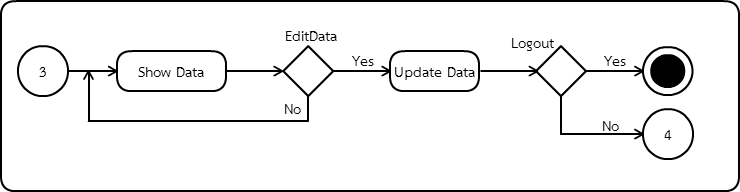 EditData
Logout
3
Show Data
Yes
Update Data
Yes
No
No
4